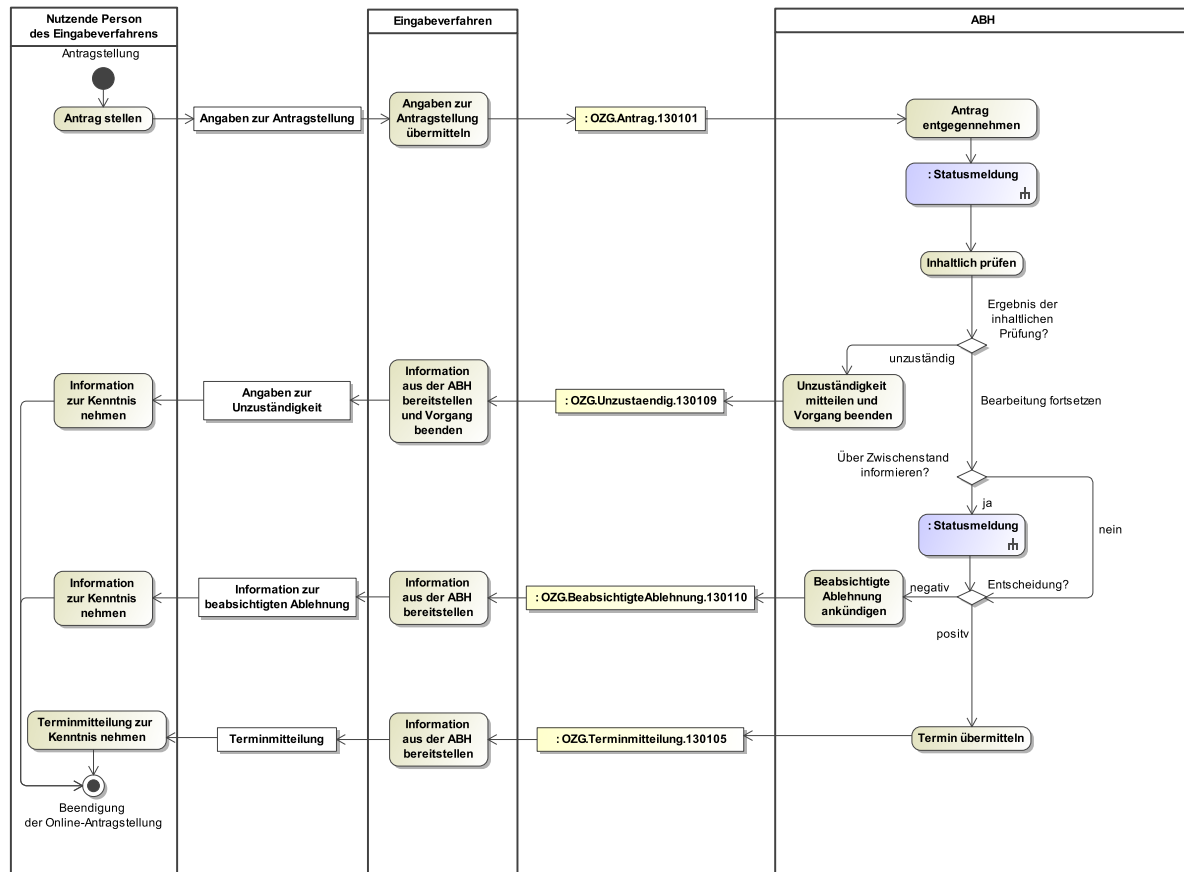 Nutzende Person
des Eingabeverfahrens
Eingabeverfahren
ABH
Antragstellung
Antrag stellen
Angaben zur Antragstellung
Angaben zur
Antragstellung
übermitteln
: OZG.Antrag.130101
Antrag
entgegennehmen
: Statusmeldung
Inhaltlich prüfen
Ergebnis der
inhaltlichen
Prüfung?
unzuständig
Information
zur Kenntnis
nehmen
Angaben zur
Unzuständigkeit
Information
aus der ABH
bereitstellen
und Vorgang
beenden
: OZG.Unzustaendig.130109
Unzuständigkeit
mitteilen und
Vorgang beenden
Bearbeitung fortsetzen
Über Zwischenstand
informieren?
ja
: Statusmeldung
nein
Information
zur Kenntnis
nehmen
Information zur
beabsichtigten Ablehnung
Information
aus der ABH
bereitstellen
: OZG.BeabsichtigteAblehnung.130110
Beabsichtigte
Ablehnung
ankündigen
negativ
Entscheidung?
positv
Terminmitteilung zur
Kenntnis nehmen
Terminmitteilung
Information
aus der ABH
bereitstellen
: OZG.Terminmitteilung.130105
Termin übermitteln
Beendigung
der Online-Antragstellung